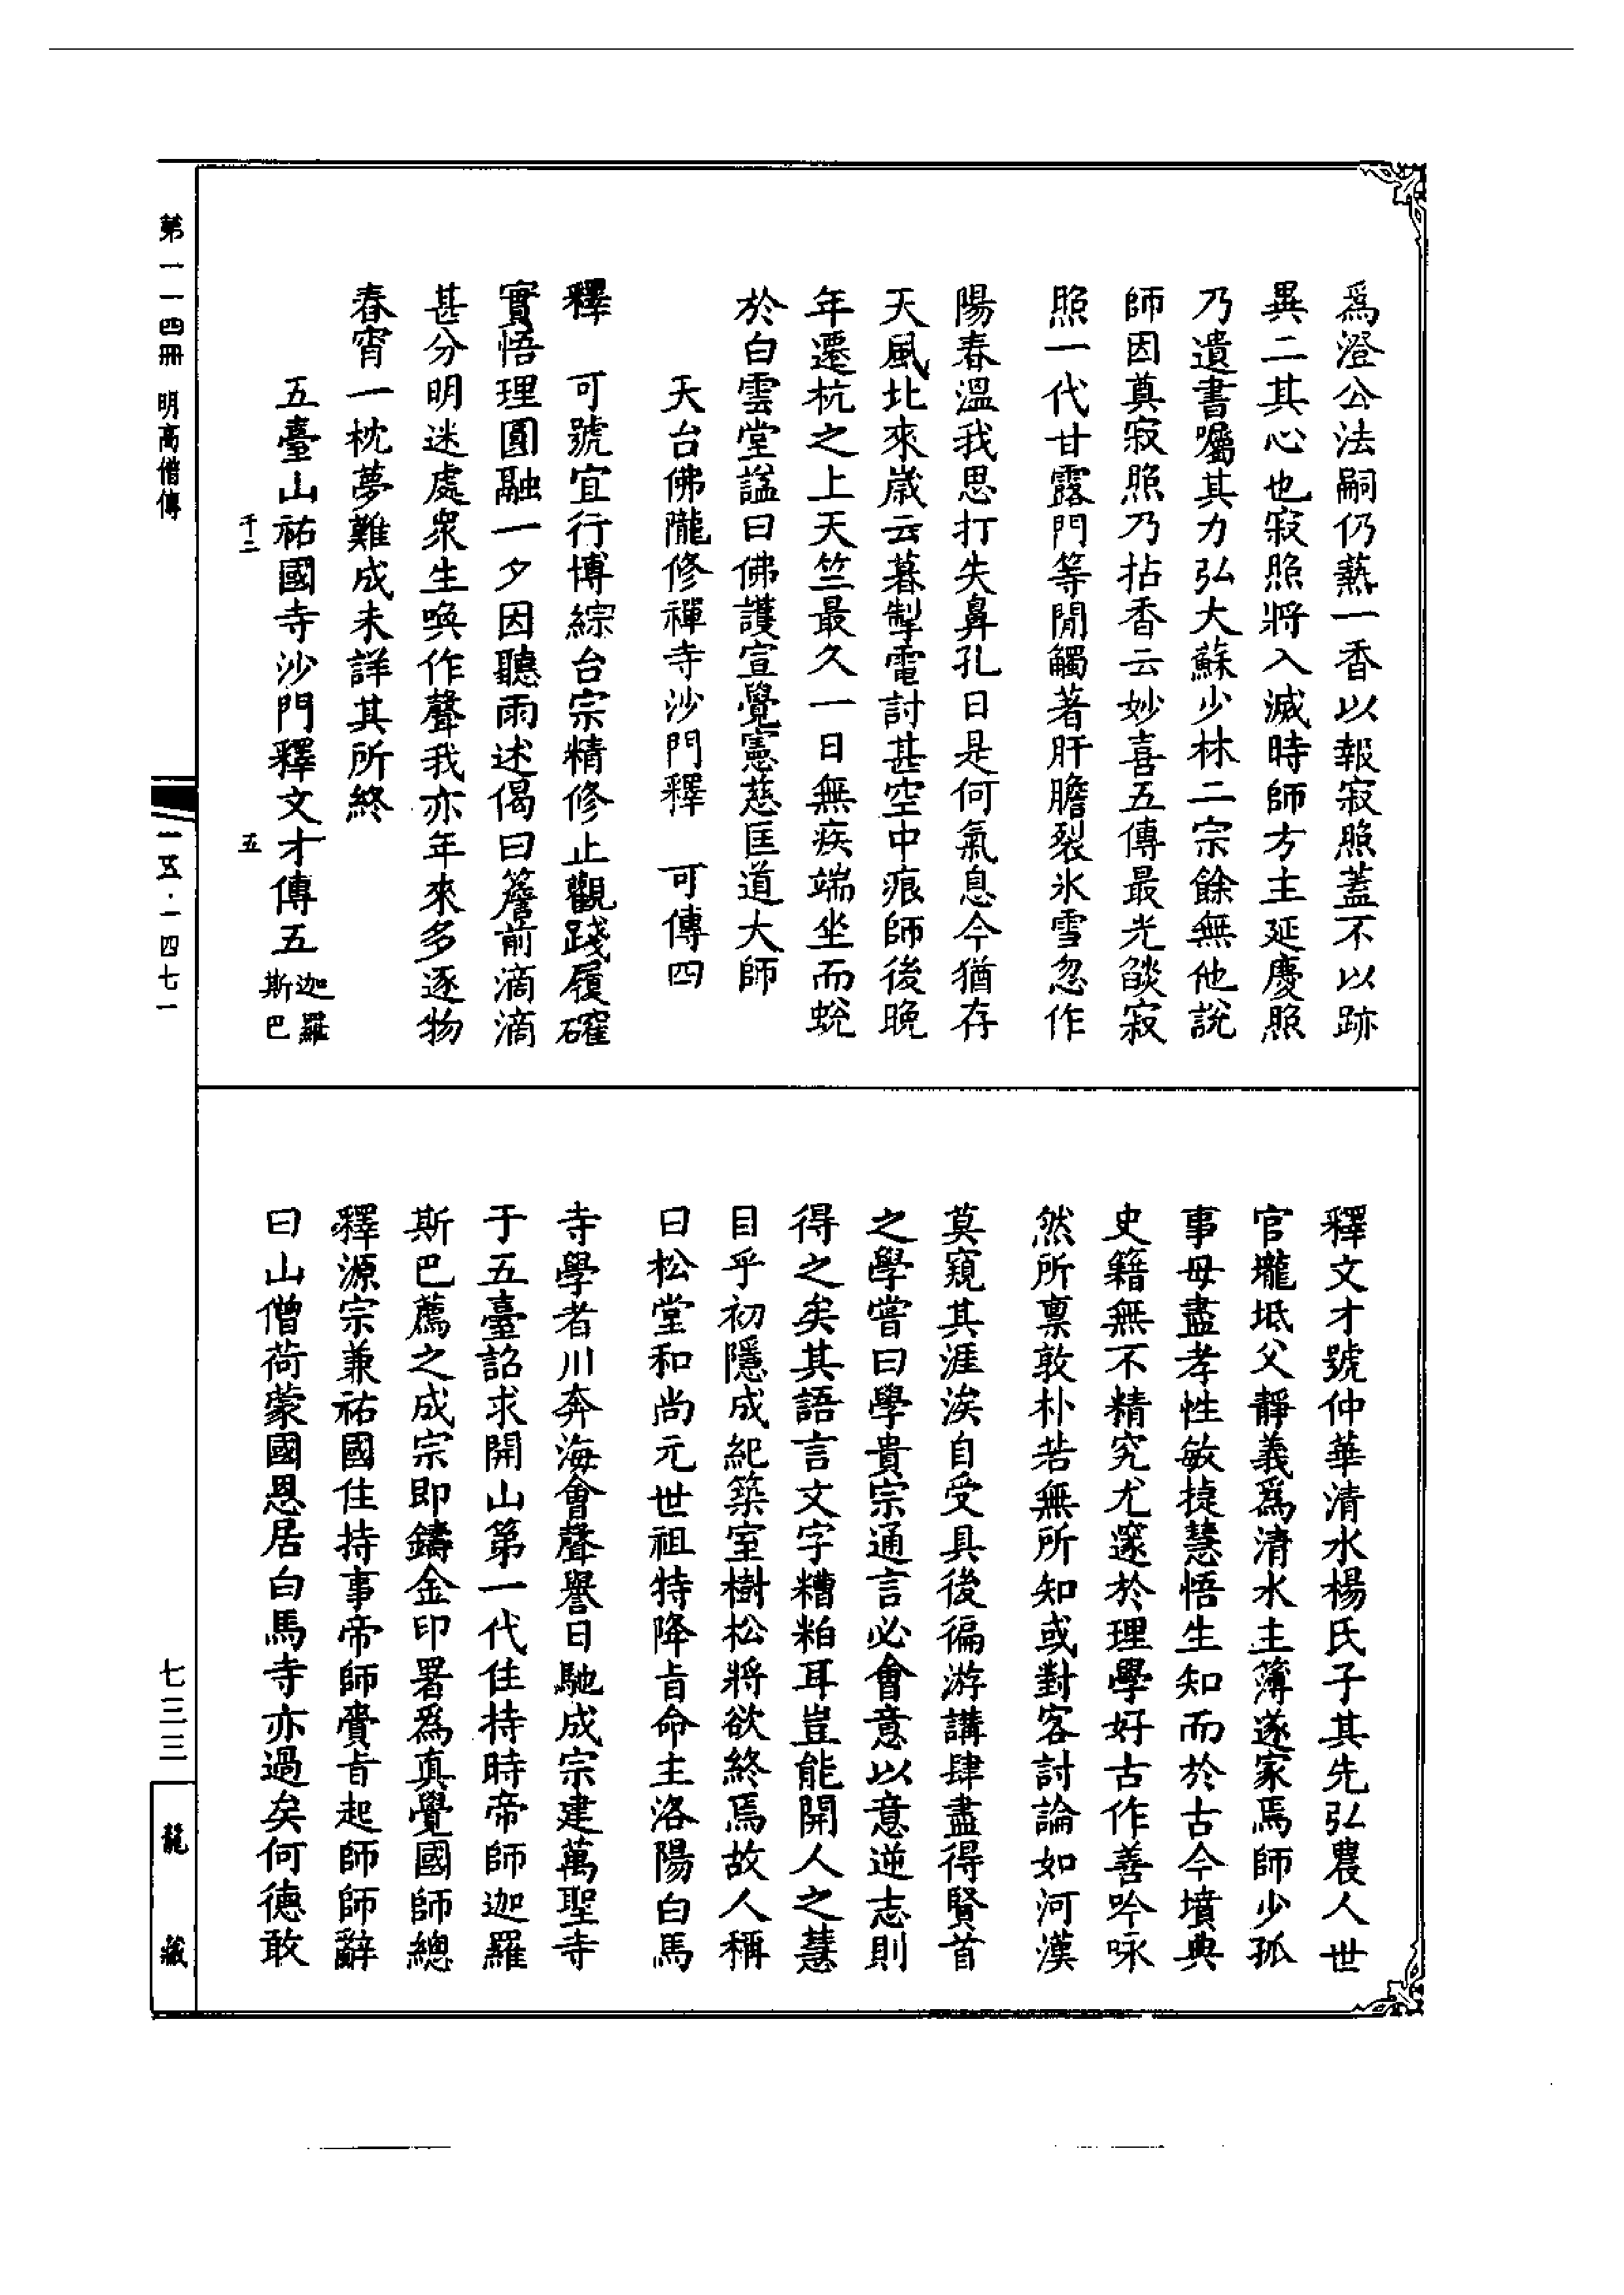 爲澄公法嗣仍爇一香以報寂照蓋不以跡
異二其心也寂照將入滅時師方主延慶照
乃遺書囑其力弘大蘇少林二宗餘無他說
師因奠寂照乃拈香云妙喜五傳最光燄寂
照一代甘露門等閒觸著肝膽裂氷雪忽作
陽春溫我思打失鼻孔日是何氣息今猶存
天風北來歲云暮掣電討甚空中痕師後晚
年遷杭之上天竺最久一日無疾端坐而蛻
於白雲堂諡曰佛護宣覺憲慈匡道大師
天台佛隴修禪寺沙門釋 可傳四
釋 可號宜行博綜台宗精修止觀踐履確
實悟理圓融一夕因聽雨述偈曰簷前滴滴
甚分明迷處衆生喚作聲我亦年來多逐物
春宵一枕夢難成未詳其所終
五臺山祐國寺沙門釋文才傳五 迦羅斯巴
千二 五
釋文才號仲華清水楊氏子其先弘農人世
官壠坻父靜義爲清水主簿遂家焉師少孤
事母盡孝性敏捷慧悟生知而於古今墳典
史籍無不精究尤邃於理學好古作善吟咏
然所禀敦朴若無所知或對客討論如河漢
莫窺其涯涘自受具後徧游講肆盡得賢首
之學嘗曰學貴宗通言必會意以意逆志則
得之矣其語言文字糟粕耳豈能開人之慧
目乎初隱成紀築室樹松將欲終焉故人稱
曰松堂和尚元世祖特降旨命主洛陽白馬
寺學者川奔海會聲譽日馳成宗建萬聖寺
于五臺詔求開山第一代住持時帝師迦羅
斯巴薦之成宗即鑄金印署爲真覺國師總
釋源宗兼祐國住持事帝師賫旨起師師辭
曰山僧荷蒙國恩居白馬寺亦過矣何德敢
第一一四冊 明高僧傳
一五·一四七一
七三三
龍藏